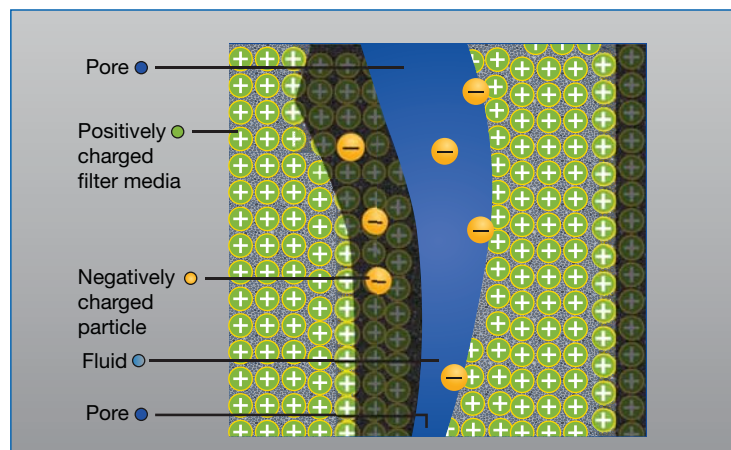 Pore
Positively
charged
filter media
Negatively
charged
particle
Fluid
Pore